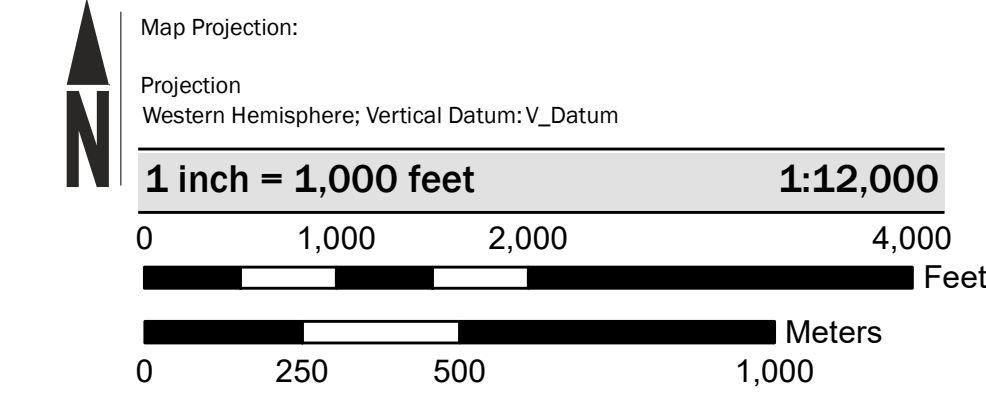 N
Map Projection:
Projection
Western Hemisphere; Vertical Datum: V_Datum
1 inch = 1,000 feet 1:12,000
0 1,000 2,000 4,000
Feet
Meters
0 250 500 1,000